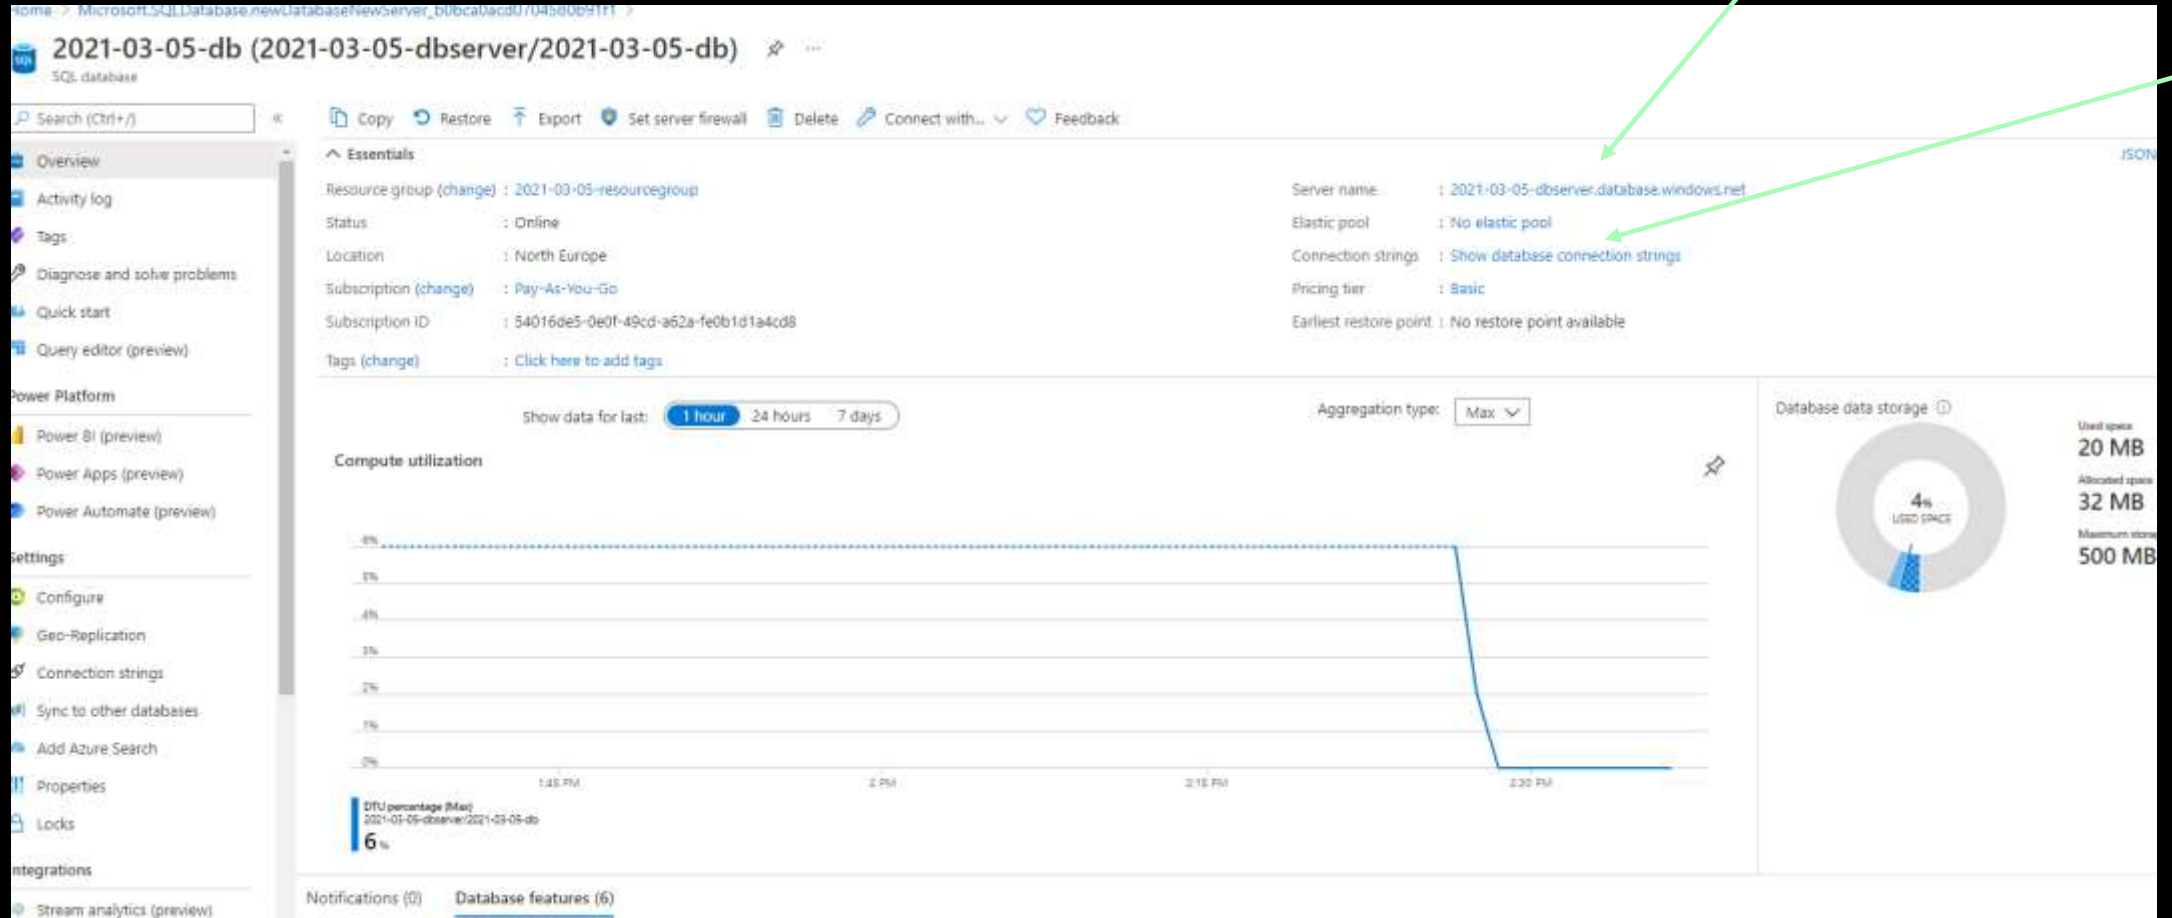 Home > Microsoft.SQLDatabase.newDatabaseNewServer_b0bca0acd0704580b91f1 >
2021-03-05-db (2021-03-05-dbserver/2021-03-05-db) ...
SQL database
Search (Ctrl+/) «
Copy Restore Export Set server firewall Delete Connect with... Feedback
Overview
Activity log
Tags
Diagnose and solve problems
Quick start
Query editor (preview)
Power Platform
Power BI (preview)
Power Apps (preview)
Power Automate (preview)
Settings
Configure
Geo-Replication
Connection strings
Sync to other databases
Add Azure Search
Properties
Locks
Integrations
Stream analytics (preview)
Essentials
JSON
Resource group (change) : 2021-03-05-resourcegroup
Status : Online
Location : North Europe
Subscription (change) : Pay-As-You-Go
Subscription ID : 54016de5-0e0f-49cd-a62a-fe0b1d1a4cd8
Tags (change) : Click here to add tags
Server name : 2021-03-05-dbserver.database.windows.net
Elastic pool : No elastic pool
Connection strings : Show database connection strings
Pricing tier : Basic
Earliest restore point : No restore point available
Show data for last: 1 hour 24 hours 7 days
Aggregation type: Max
Compute utilization
6%
5%
4%
3%
2%
1%
0%
1:45 PM 2 PM 2:15 PM 2:30 PM
DTU percentage (Max)
2021-03-05-dbserver/2021-03-05-db
6 %
Database data storage
4%
USED SPACE
Used space
20 MB
Allocated space
32 MB
Maximum
500 MB
Notifications (0) Database features (6)